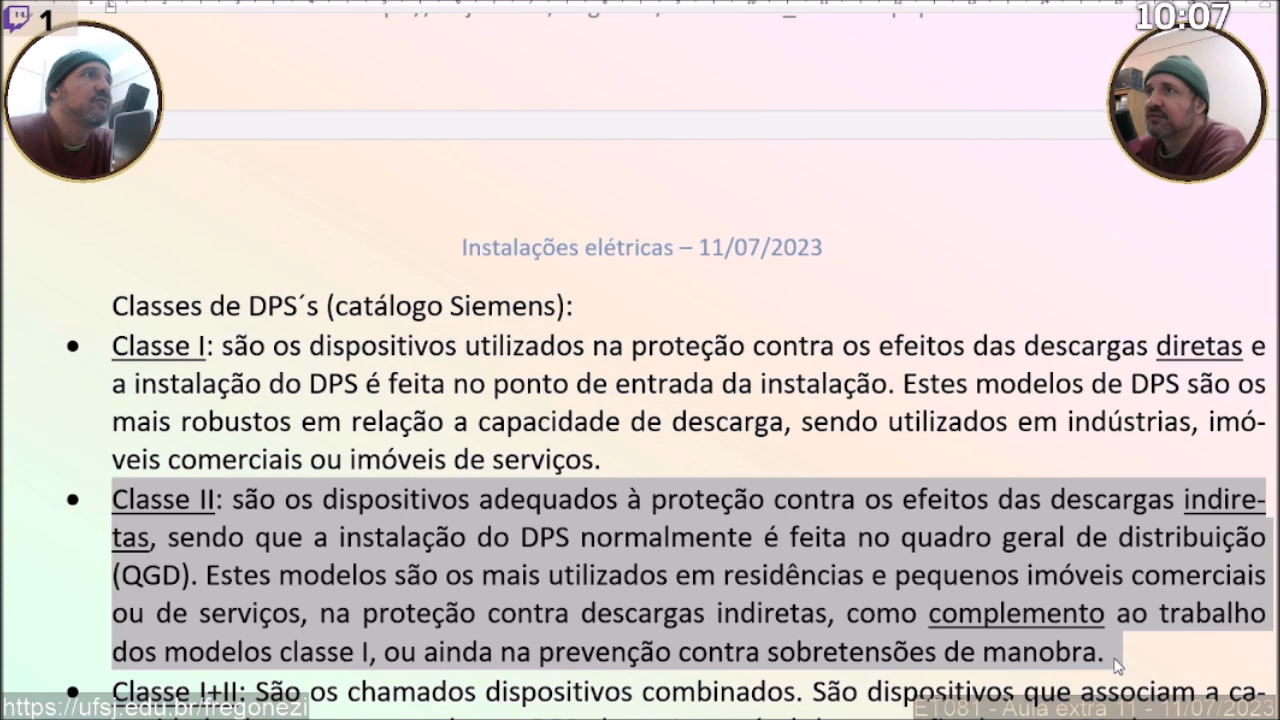 1
10:07
Instalações elétricas – 11/07/2023
Classes de DPS´s (catálogo Siemens):
• Classe I: são os dispositivos utilizados na proteção contra os efeitos das descargas diretas e
a instalação do DPS é feita no ponto de entrada da instalação. Estes modelos de DPS são os
mais robustos em relação a capacidade de descarga, sendo utilizados em indústrias, imó-
veis comerciais ou imóveis de serviços.
• Classe II: são os dispositivos adequados à proteção contra os efeitos das descargas indire-
tas, sendo que a instalação do DPS normalmente é feita no quadro geral de distribuição
(QGD). Estes modelos são os mais utilizados em residências e pequenos imóveis comerciais
ou de serviços, na proteção contra descargas indiretas, como complemento ao trabalho
dos modelos classe I, ou ainda na prevenção contra sobretensões de manobra.
• Classe I+II: São os chamados dispositivos combinados. São dispositivos que associam a ca-
https://ufsj.edu.br/fregonezi
ET081 - Aula extra 11 - 11/07/2023